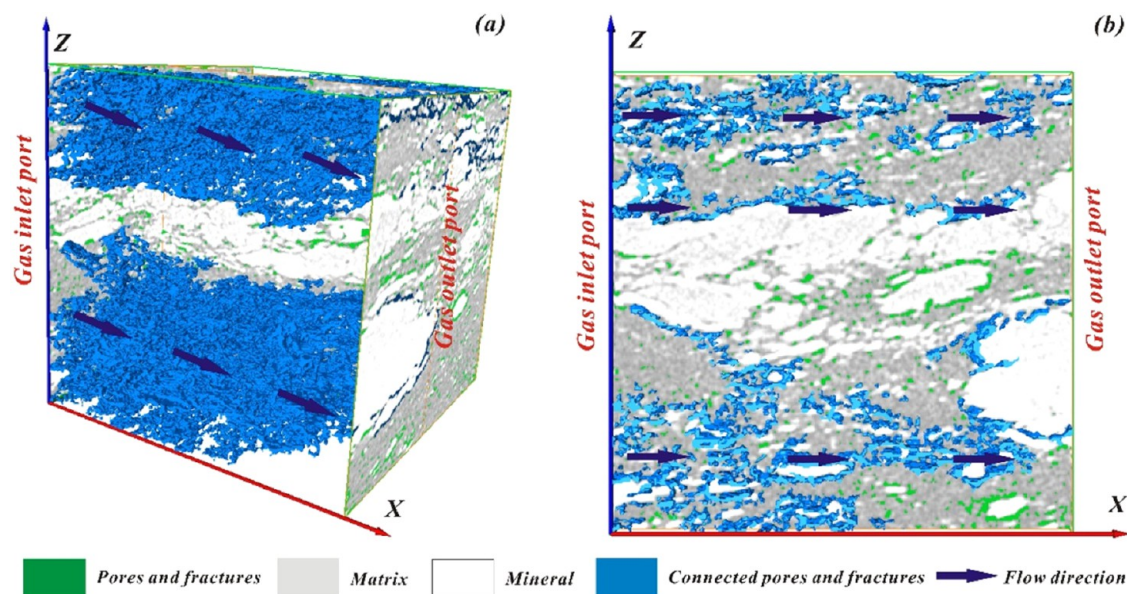 (a)
Z
Gas inlet port
Gas outlet port
X
(b)
Z
Gas inlet port
Gas outlet port
X
Pores and fractures
Matrix
Mineral
Connected pores and fractures
Flow direction